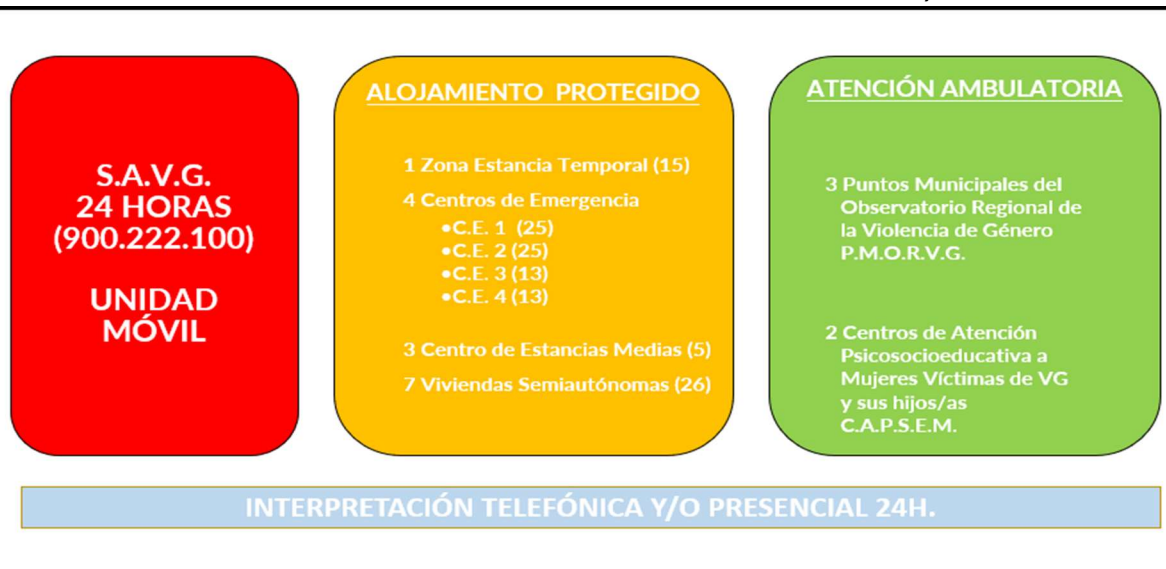 S.A.V.G.
24 HORAS
(900.222.100)
UNIDAD
MÓVIL
ALOJAMIENTO PROTEGIDO
1 Zona Estancia Temporal (15)
4 Centros de Emergencia
•C.E. 1 (25)
•C.E. 2 (25)
•C.E. 3 (13)
•C.E. 4 (13)
3 Centro de Estancias Medias (5)
7 Viviendas Semiautónomas (26)
ATENCIÓN AMBULATORIA
3 Puntos Municipales del
Observatorio Regional de
la Violencia de Género
P.M.O.R.V.G.
2 Centros de Atención
Psicosocioeducativa a
Mujeres Víctimas de VG
y sus hijos/as
C.A.P.S.E.M.
INTERPRETACIÓN TELEFÓNICA Y/O PRESENCIAL 24H.